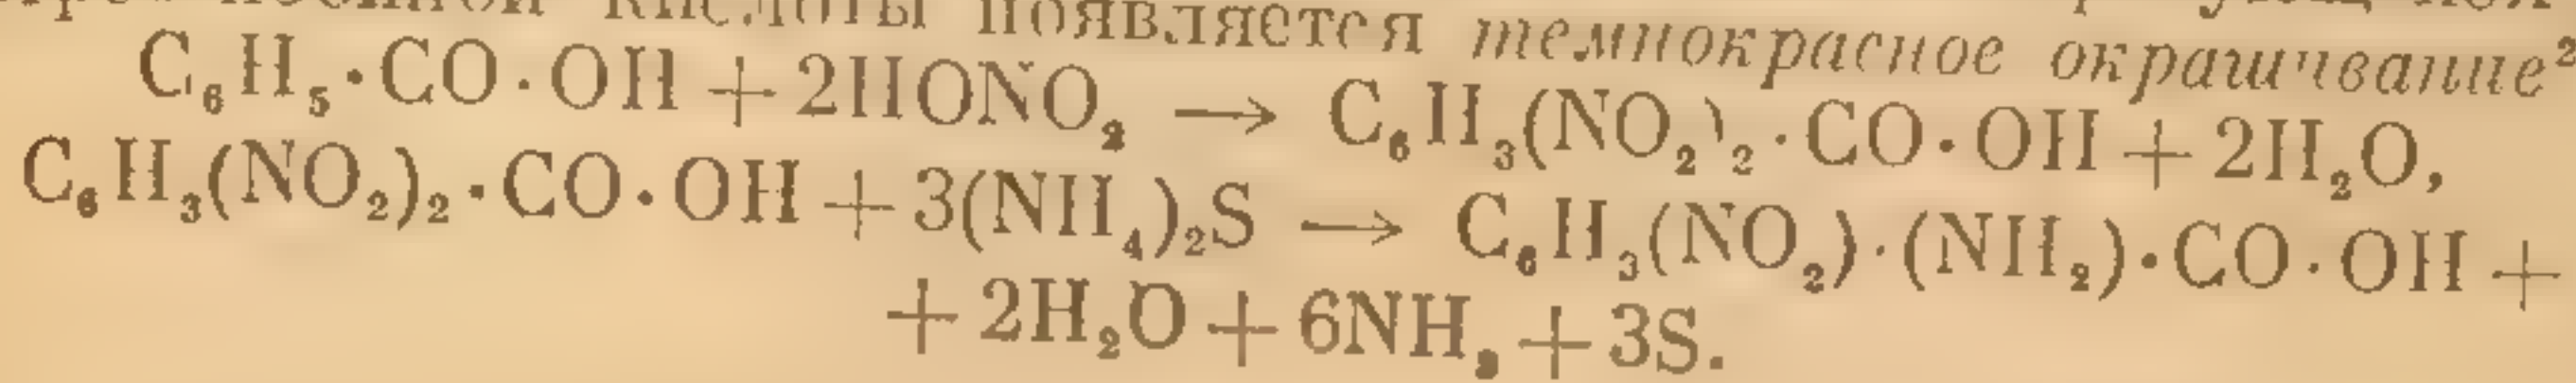 кислоты появляется темнокрасное окрашивание²
C₆H₅·CO·OH + 2HONO₂ → C₆H₃(NO₂)₂·CO·OH + 2H₂O,
C₆H₃(NO₂)₂·CO·OH + 3(NH₄)₂S → C₆H₃(NO₂)·(NH₂)·CO·OH +
+ 2H₂O + 6NH₃ + 3S.